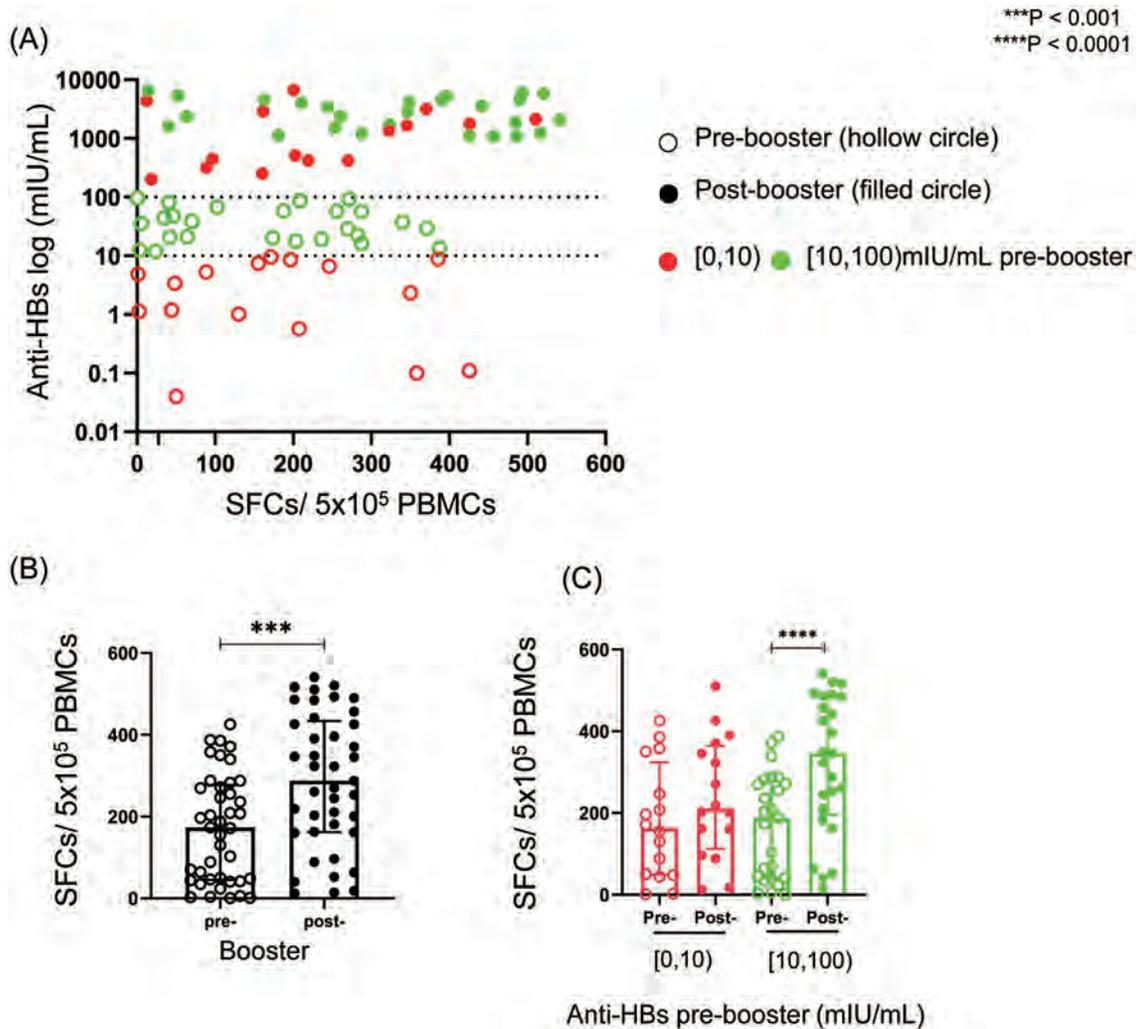 ***P < 0.001
****P < 0.0001
(A)
10000
1000
100
10
1
0.1
0.01
Anti-HBs log (mIU/mL)
0 100 200 300 400 500 600
SFCs/ 5x10⁵ PBMCs
Pre-booster (hollow circle)
Post-booster (filled circle)
[0,10) [10,100)mIU/mL pre-booster
(B)
SFCs/ 5x10⁵ PBMCs
600
400
200
0
***
pre- post-
Booster
(C)
SFCs/ 5x10⁵ PBMCs
600
400
200
0
****
Pre- Post- Pre- Post-
[0,10) [10,100)
Anti-HBs pre-booster (mIU/mL)